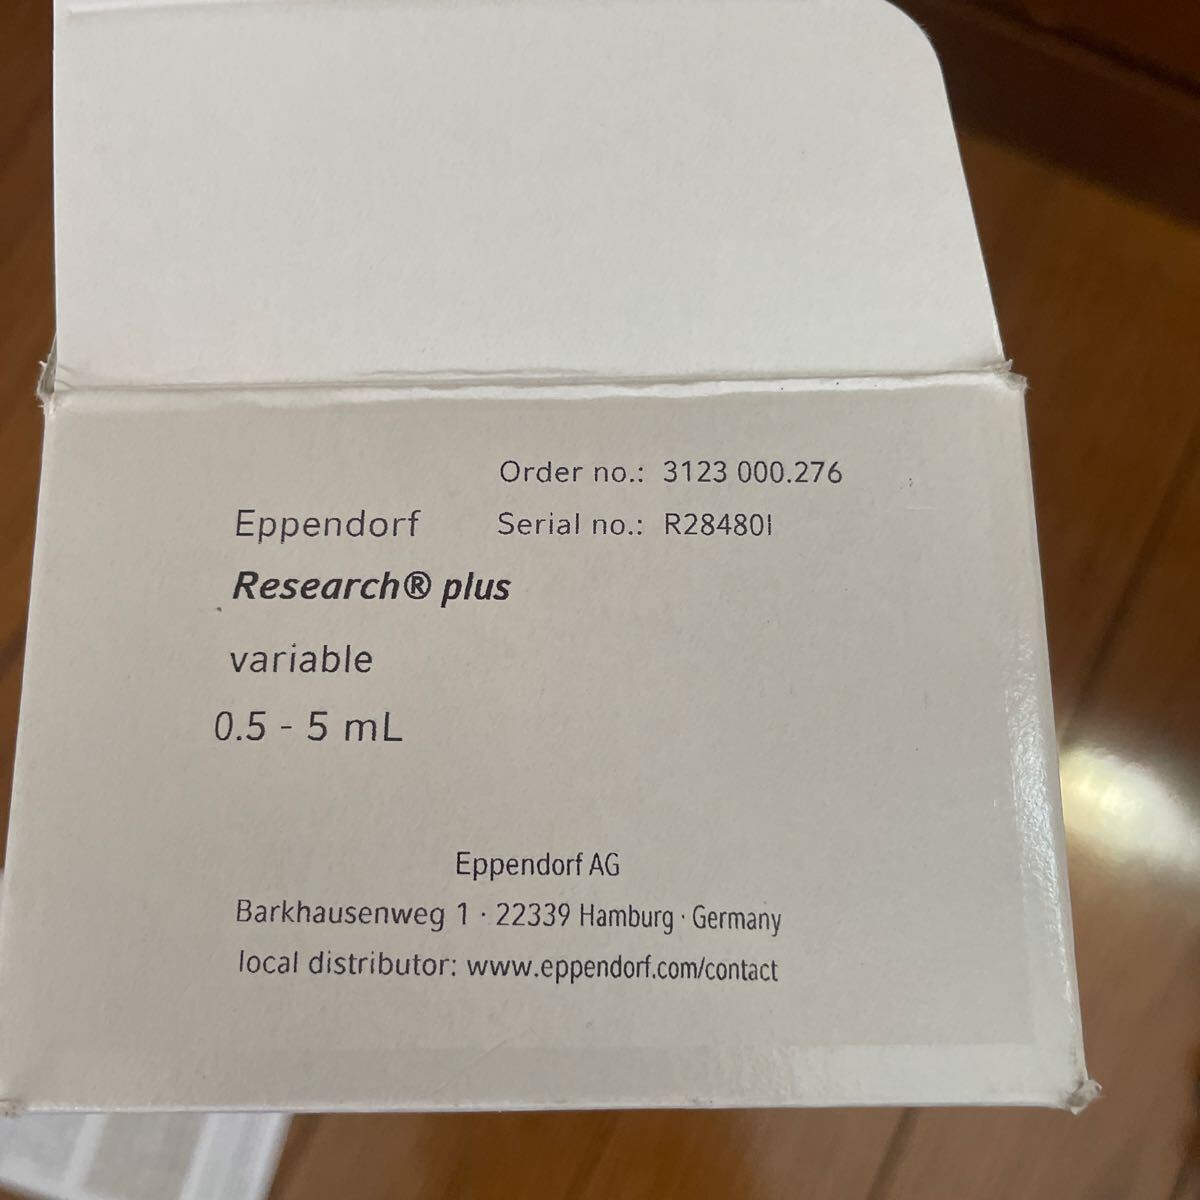 Order no.: 3123 000.276
Eppendorf Serial no.: R28480I
Research® plus
variable
0.5 - 5 mL
Eppendorf AG
Barkhausenweg 1 · 22339 Hamburg · Germany
local distributor: www.eppendorf.com/contact